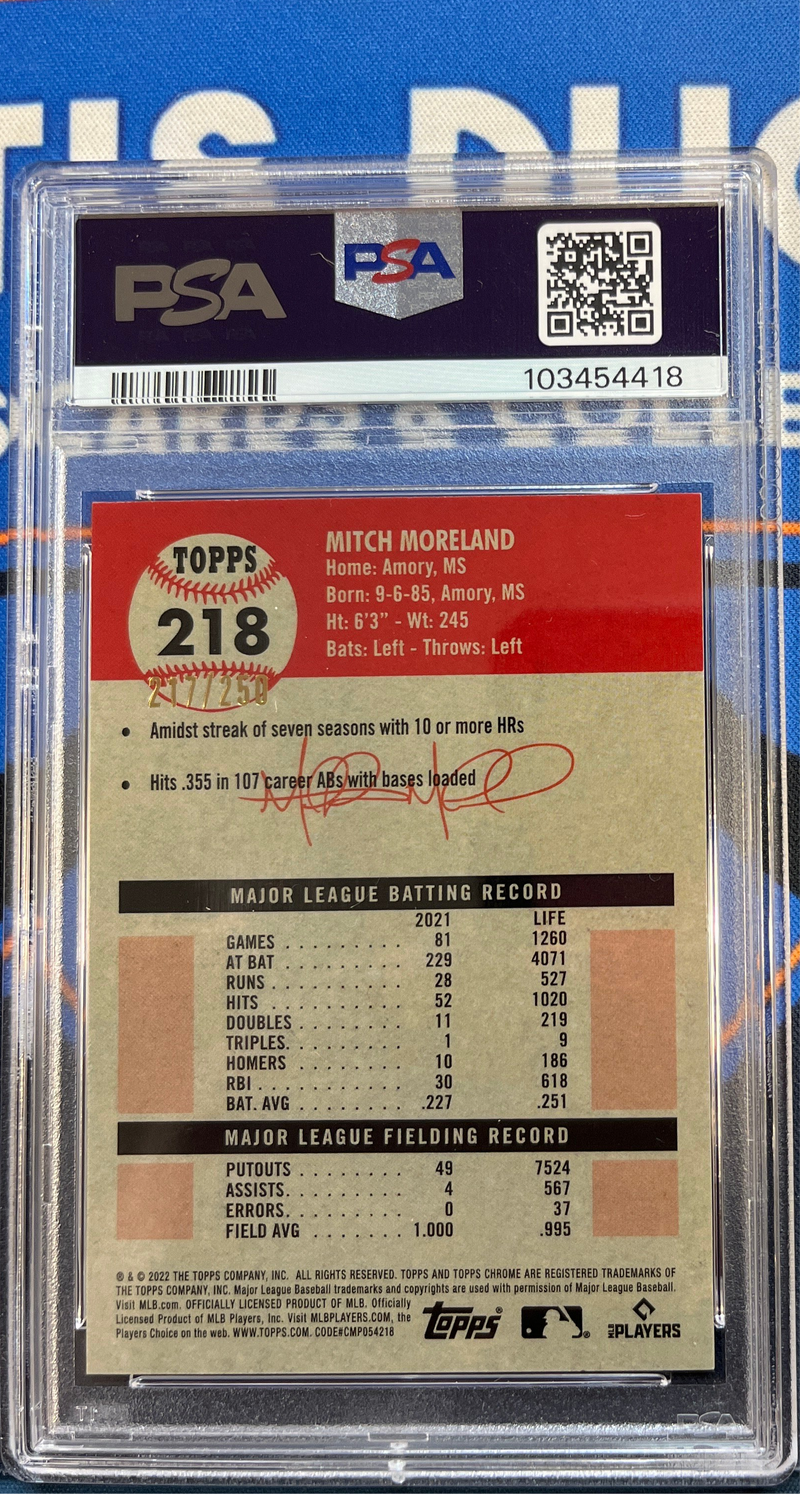 PSA
PSA
103454418
TOPPS
218
217/250
MITCH MORELAND
Home: Amory, MS
Born: 9-6-85, Amory, MS
Ht: 6'3" - Wt: 245
Bats: Left - Throws: Left
• Amidst streak of seven seasons with 10 or more HRs
• Hits .355 in 107 career ABs with bases loaded
MAJOR LEAGUE BATTING RECORD
2021 LIFE
GAMES . . . . . . . . . 81 1260
AT BAT . . . . . . . . . 229 4071
RUNS . . . . . . . . . . 28 527
HITS . . . . . . . . . . 52 1020
DOUBLES . . . . . . . . 11 219
TRIPLES. . . . . . . . . 1 9
HOMERS . . . . . . . . 10 186
RBI . . . . . . . . . . . 30 618
BAT. AVG . . . . . . . . .227 .251
MAJOR LEAGUE FIELDING RECORD
PUTOUTS . . . . . . . . 49 7524
ASSISTS. . . . . . . . . 4 567
ERRORS. . . . . . . . . 0 37
FIELD AVG . . . . . . . 1.000 .995
® & © 2022 THE TOPPS COMPANY, INC. ALL RIGHTS RESERVED. TOPPS AND TOPPS CHROME ARE REGISTERED TRADEMARKS OF
THE TOPPS COMPANY, INC. Major League Baseball trademarks and copyrights are used with permission of Major League Baseball.
Visit MLB.com. OFFICIALLY LICENSED PRODUCT OF MLB. Officially
Licensed Product of MLB Players, Inc. Visit MLBPLAYERS.COM, the
Players Choice on the web. WWW.TOPPS.COM. CODE#CMP054218
Topps® ® MLB PLAYERS
PSA